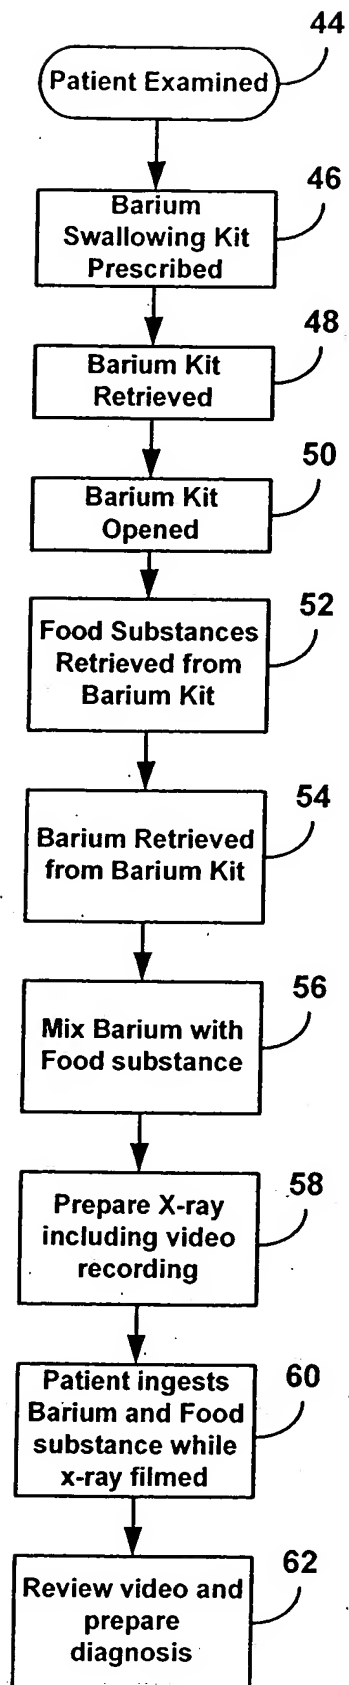 44
Patient Examined
46
Barium
Swallowing Kit
Prescribed
48
Barium Kit
Retrieved
50
Barium Kit
Opened
52
Food Substances
Retrieved from
Barium Kit
54
Barium Retrieved
from Barium Kit
56
Mix Barium with
Food substance
58
Prepare X-ray
including video
recording
60
Patient ingests
Barium and Food
substance while
x-ray filmed
62
Review video and
prepare
diagnosis